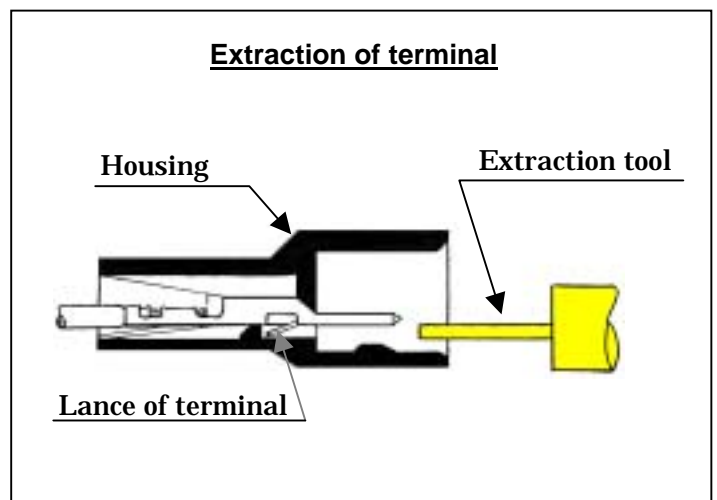 Extraction of terminal
Housing
Extraction tool
Lance of terminal